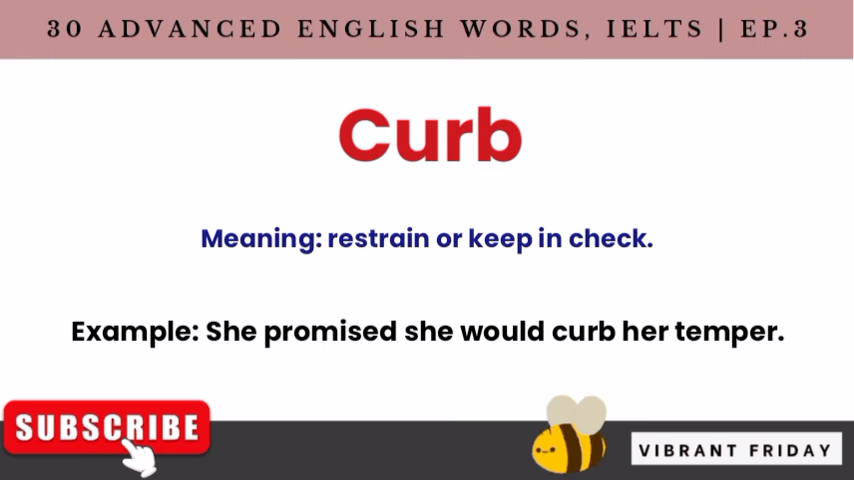 30 ADVANCED ENGLISH WORDS, IELTS | EP.3
Curb
Meaning: restrain or keep in check.
Example: She promised she would curb her temper.
SUBSCRIBE
VIBRANT FRIDAY